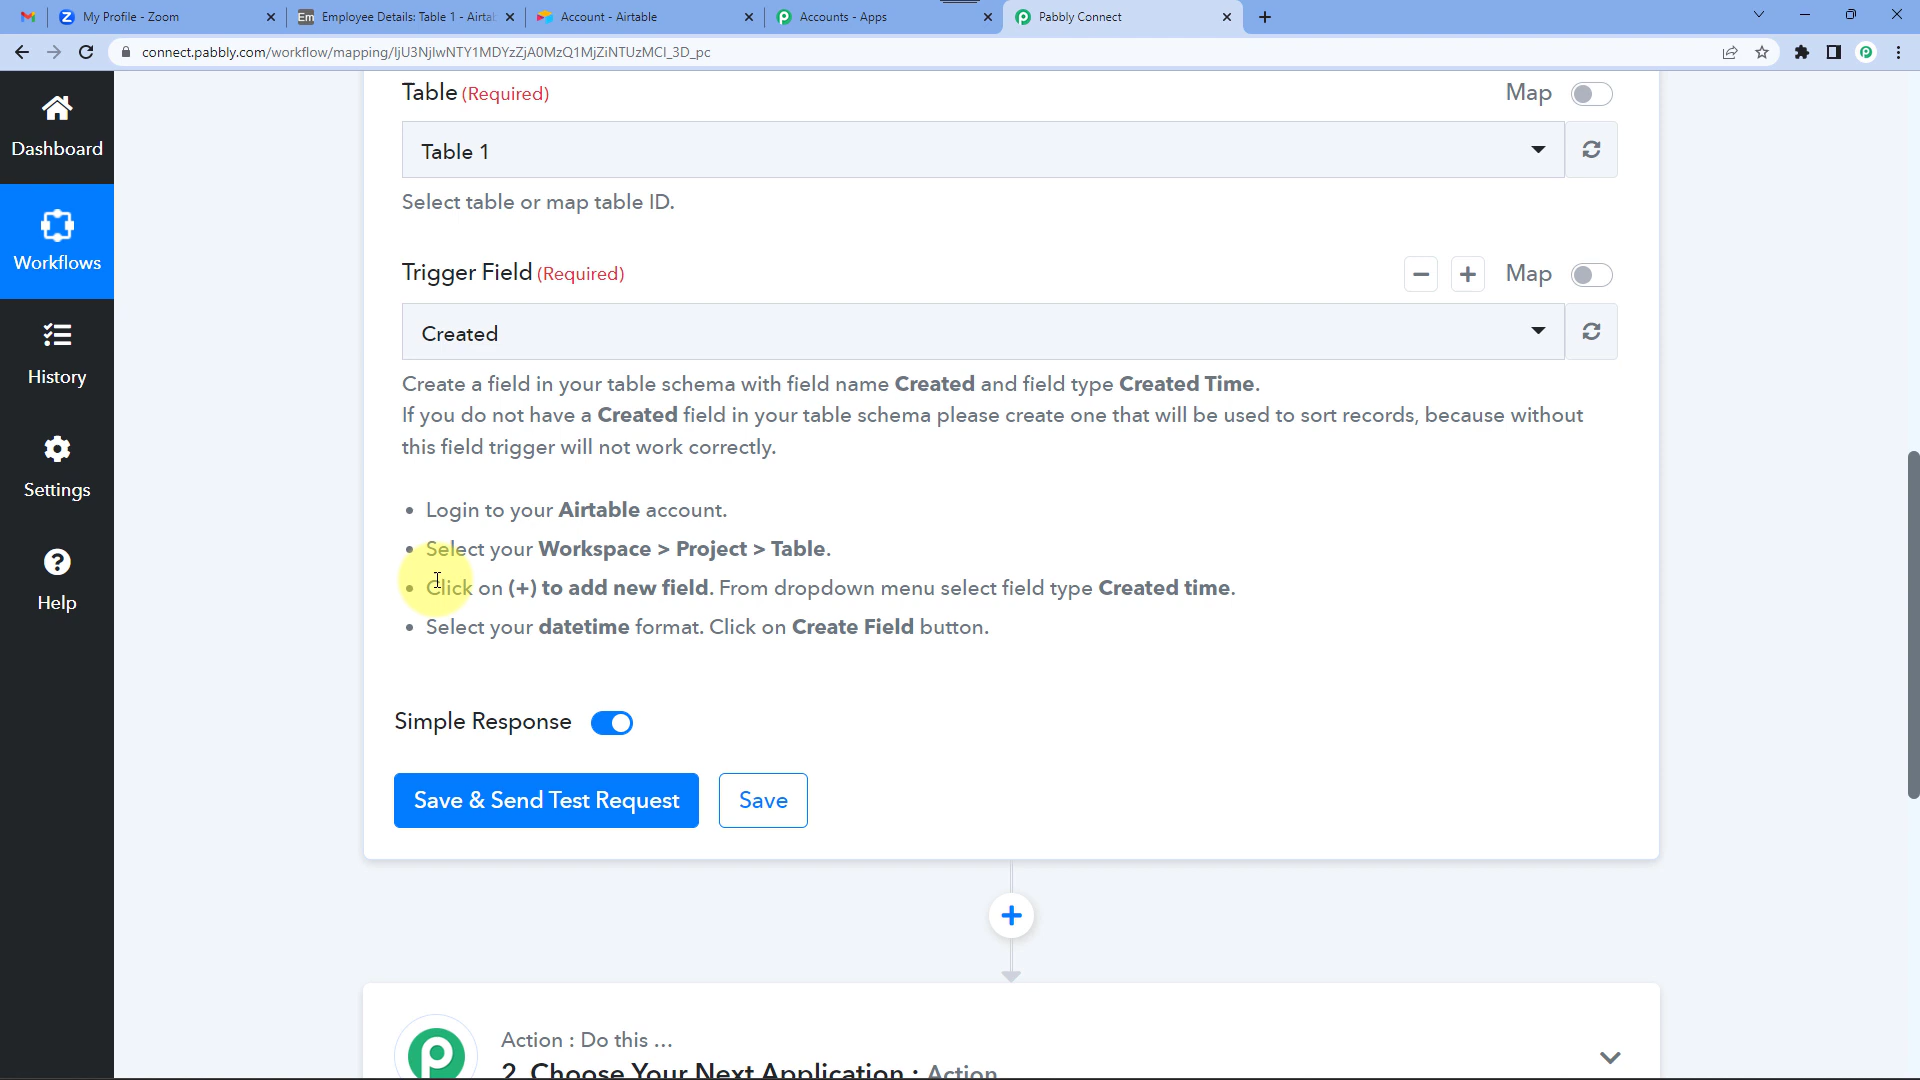 My Profile - Zoom
Em
Employee Details: Table 1 - Airtal
Account - Airtable
Accounts - Apps
Pabbly Connect
connect.pabbly.com/workflow/mapping/IjU3NjIwNTY1MDYzZjA0MzQ1MjZiNTUzMCI_3D_pc
Dashboard
Workflows
History
Settings
Help
Table (Required)
Map
Table 1
Select table or map table ID.
Trigger Field (Required)
Map
Created
Create a field in your table schema with field name Created and field type Created Time.
If you do not have a Created field in your table schema please create one that will be used to sort records, because without
this field trigger will not work correctly.
• Login to your Airtable account.
• Select your Workspace > Project > Table.
• Click on (+) to add new field. From dropdown menu select field type Created time.
• Select your datetime format. Click on Create Field button.
Simple Response
Save & Send Test Request
Save
Action : Do this ...
2. Choose Your Next Application : Action